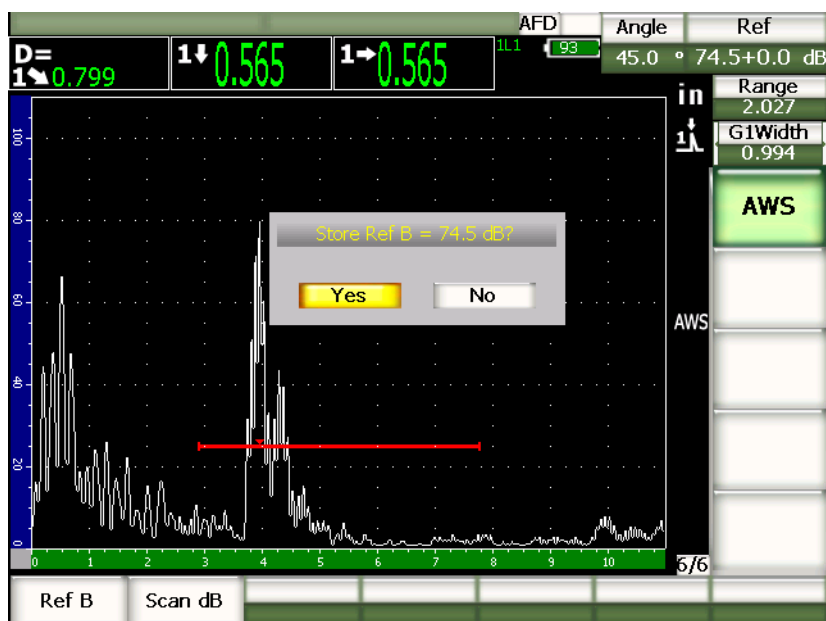 AFD Angle Ref
D= 1 0.799 1 0.565 1 0.565 1L1 93 45.0 ° 74.5+0.0 dB
in Range
2.027
1 G1Width
0.994
AWS
Store Ref B = 74.5 dB?
Yes No
AWS
100
80
60
40
20
0
0 1 2 3 4 5 6 7 8 9 10
6/6
Ref B Scan dB